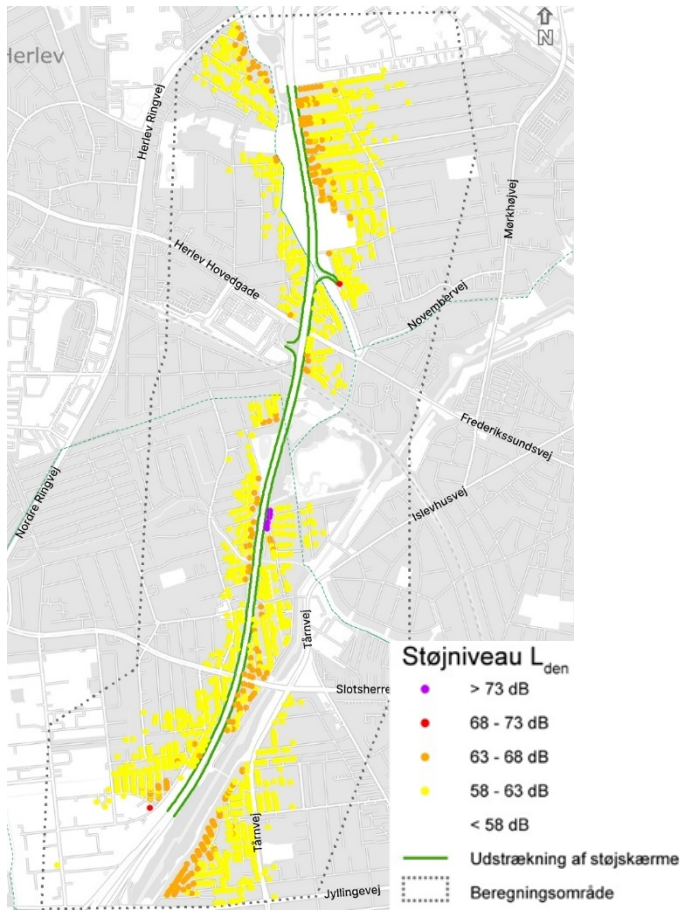 N
Herlev
Herlev Ringvej
Mørkhøjvej
Herlev Hovedgade
Novembervej
Frederikssundsvej
Islevhusvej
Nordre Ringvej
Tårnvej
Slotsherre
Tårnvej
Jyllingevej
Støjniveau Lden
> 73 dB
68 - 73 dB
63 - 68 dB
58 - 63 dB
< 58 dB
Udstrækning af støjskærme
Beregningsområde